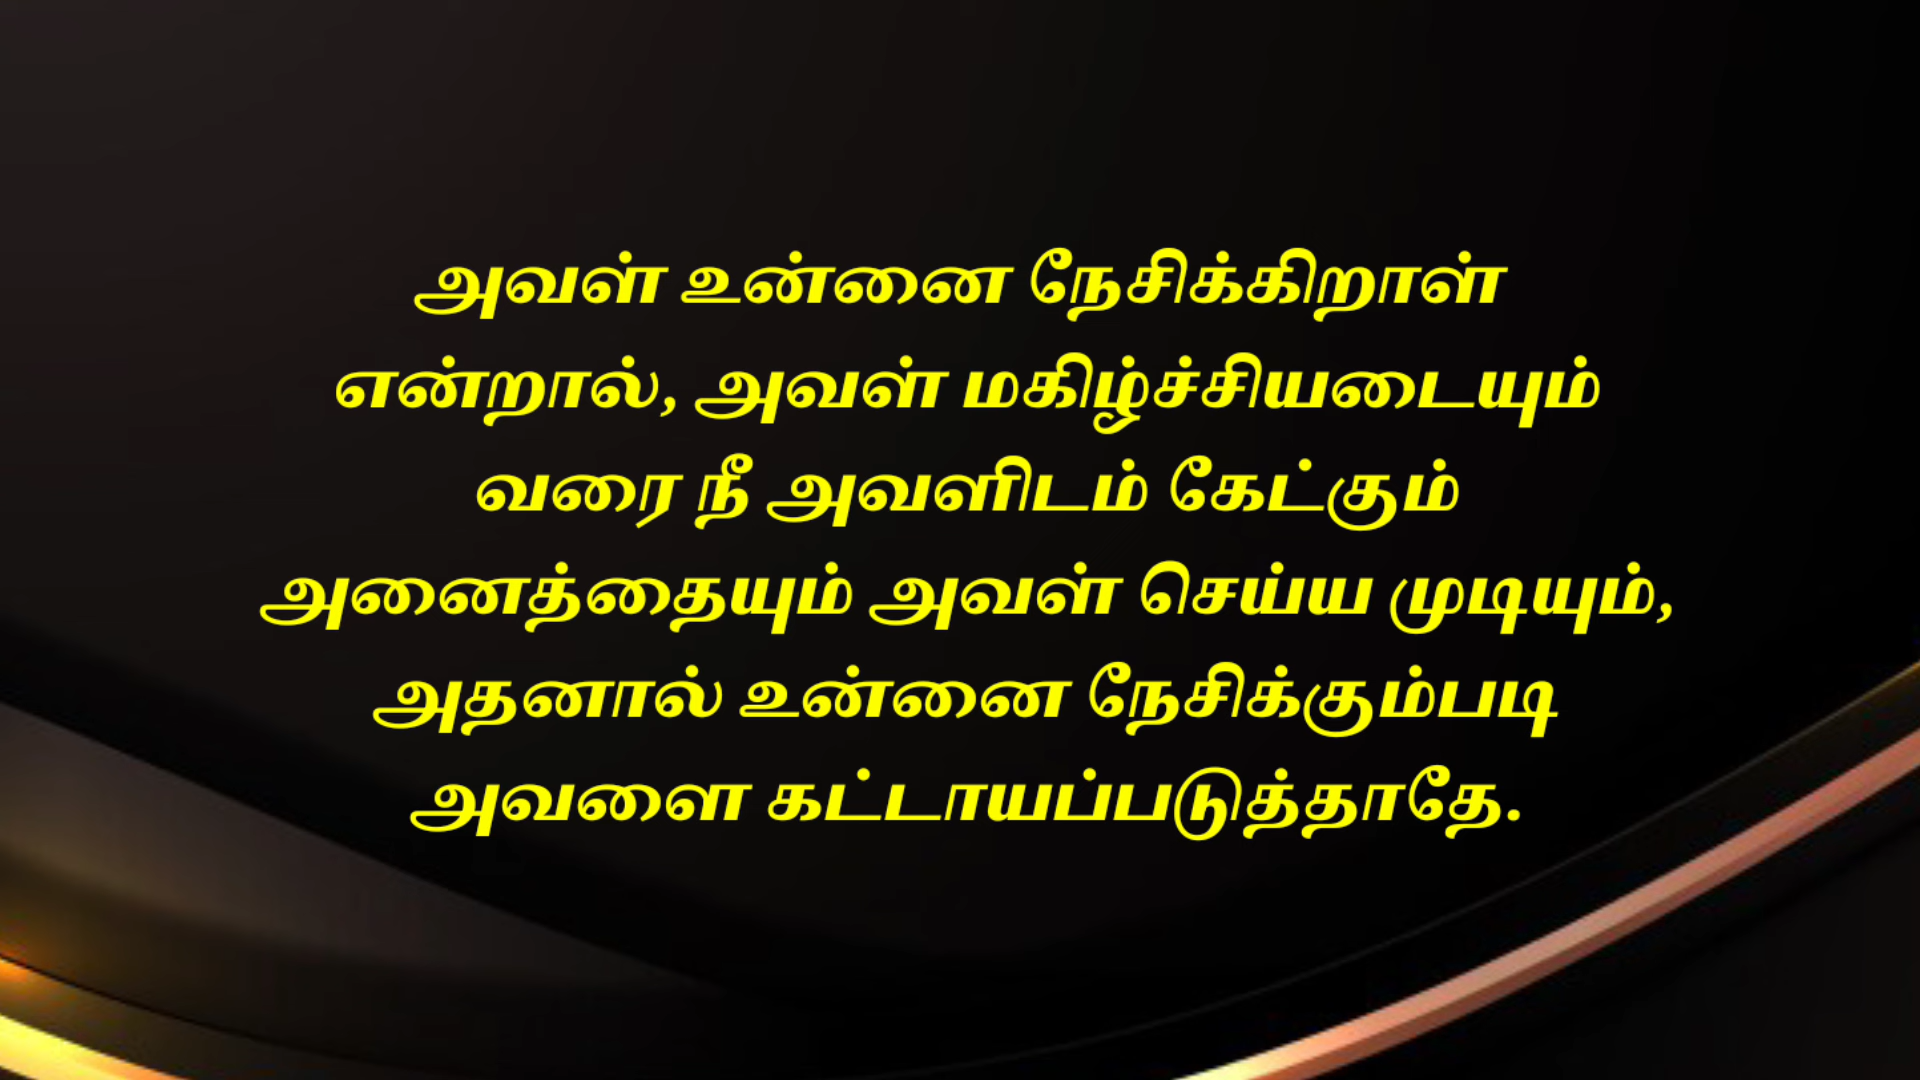 அவள் உன்னை நேசிக்கிறாள்
என்றால், அவள் மகிழ்ச்சியடையும்
வரை நீ அவளிடம் கேட்கும்
அனைத்தையும் அவள் செய்ய முடியும்,
அதனால் உன்னை நேசிக்கும்படி
அவளை கட்டாயப்படுத்தாதே.